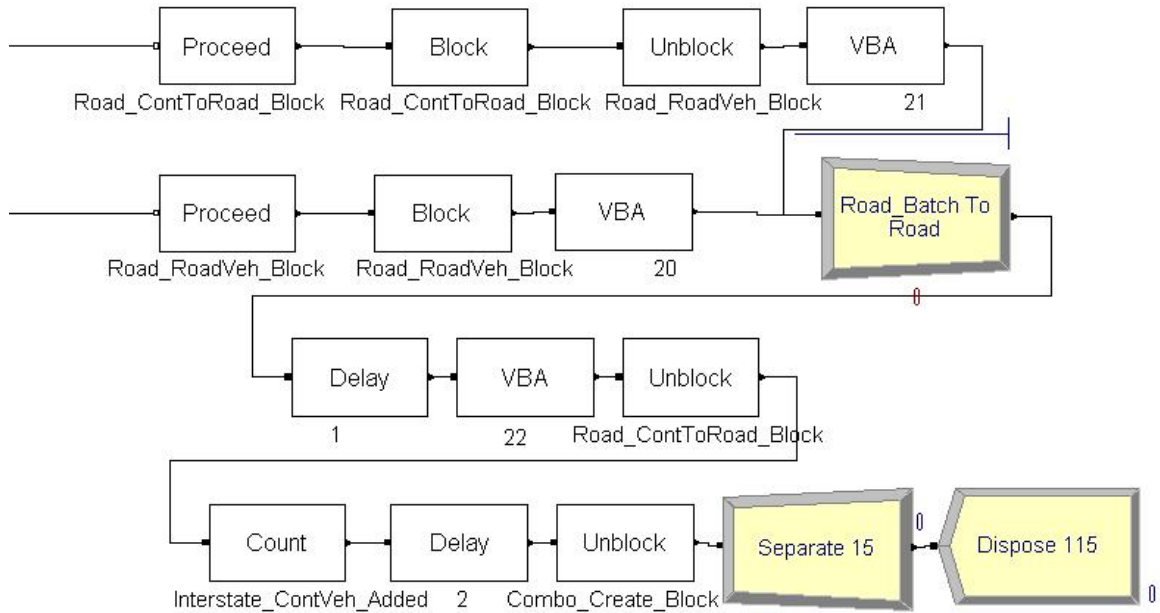 Proceed Block Unblock VBA
Road_ContToRoad_Block Road_ContToRoad_Block Road_RoadVeh_Block 21
Proceed Block VBA Road_Batch To
Road
Road_RoadVeh_Block Road_RoadVeh_Block 20
0
Delay VBA Unblock
1 22 Road_ContToRoad_Block
Count Delay Unblock Separate 15 0 Dispose 115
Interstate_ContVeh_Added 2 Combo_Create_Block 0